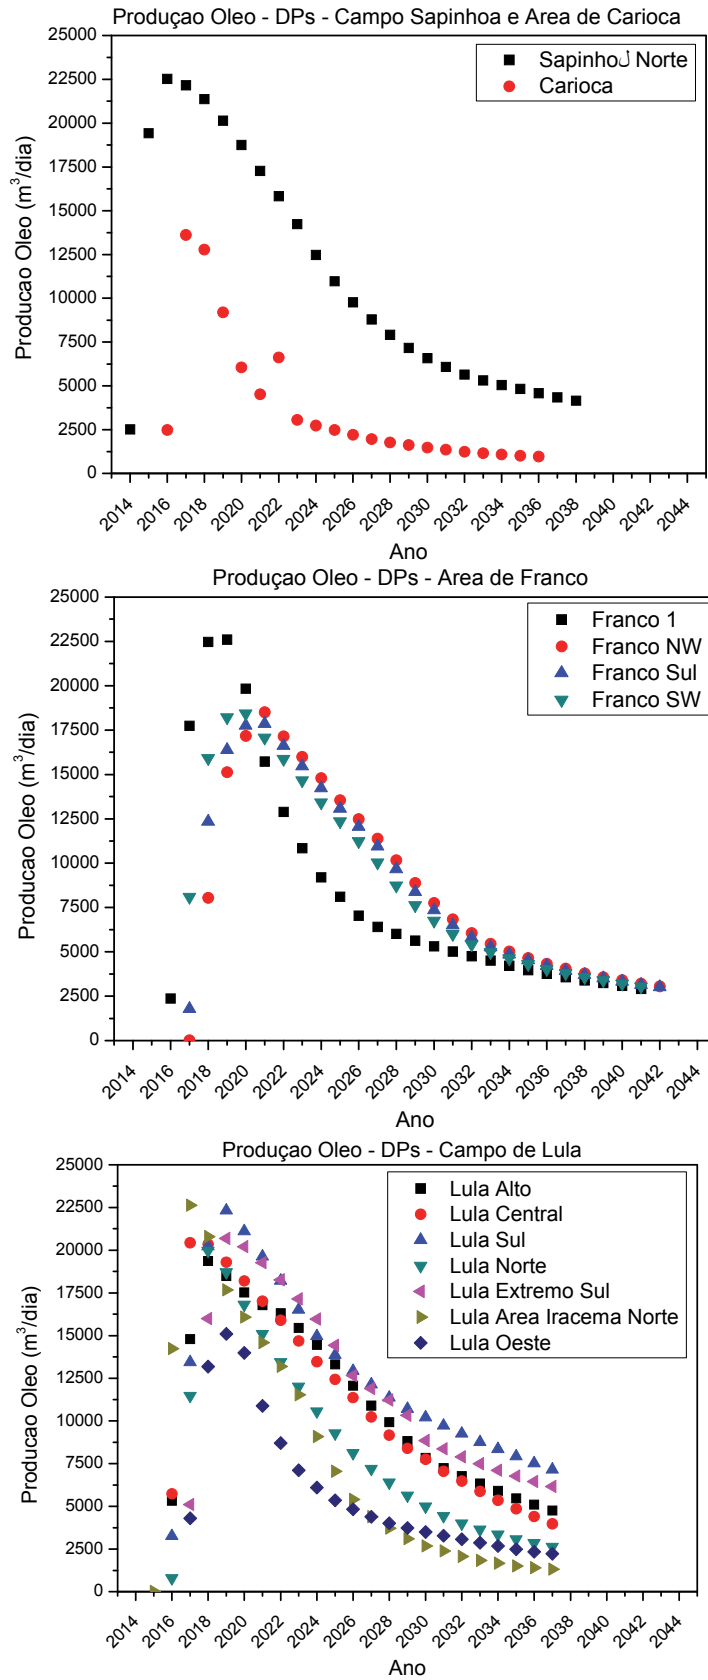 Produçao Oleo - DPs - Campo Sapinhoa e Area de Carioca
25000
22500
20000
17500
15000
12500
10000
7500
5000
2500
0
Producao Oleo (m³/dia)
Sapinhoل Norte
Carioca
2014 2016 2018 2020 2022 2024 2026 2028 2030 2032 2034 2036 2038 2040 2042 2044
Ano
Produçao Oleo - DPs - Area de Franco
25000
22500
20000
17500
15000
12500
10000
7500
5000
2500
0
Producao Oleo (m³/dia)
Franco 1
Franco NW
Franco Sul
Franco SW
2014 2016 2018 2020 2022 2024 2026 2028 2030 2032 2034 2036 2038 2040 2042 2044
Ano
Produçao Oleo - DPs - Campo de Lula
25000
22500
20000
17500
15000
12500
10000
7500
5000
2500
0
Producao Oleo (m³/dia)
Lula Alto
Lula Central
Lula Sul
Lula Norte
Lula Extremo Sul
Lula Area Iracema Norte
Lula Oeste
2014 2016 2018 2020 2022 2024 2026 2028 2030 2032 2034 2036 2038 2040 2042 2044
Ano